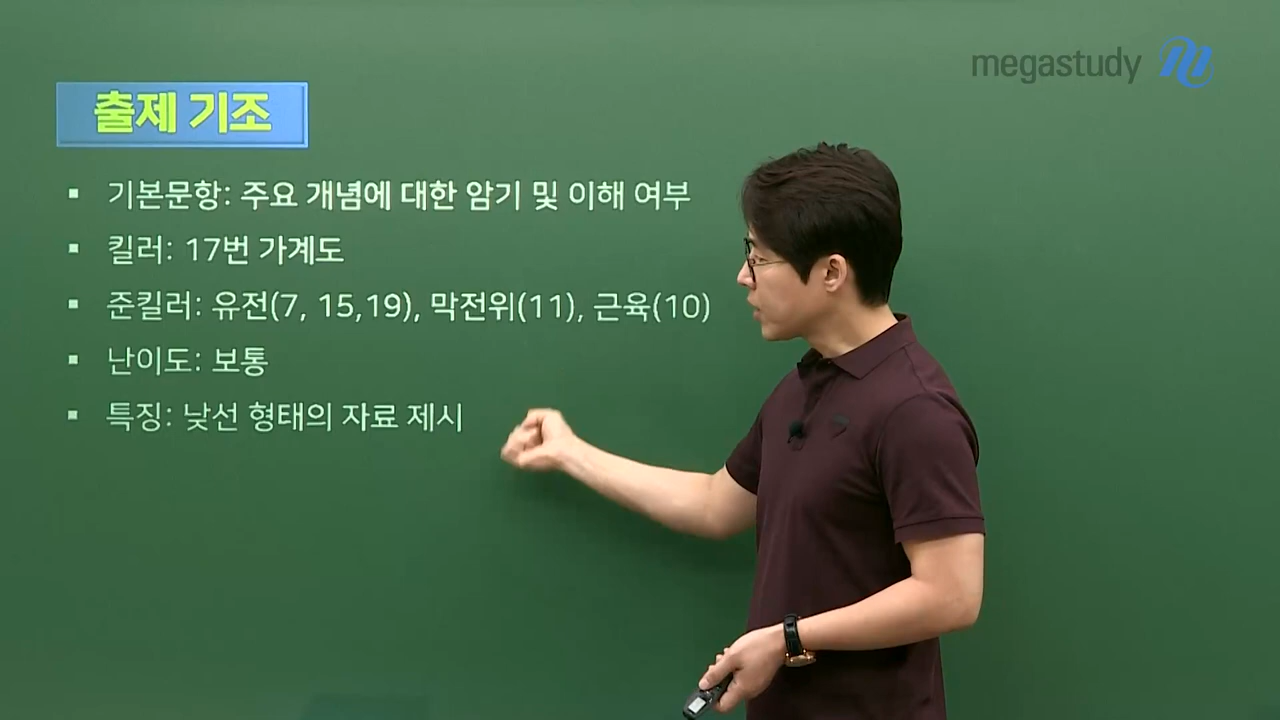 megastudy
출제 기조
▪ 기본문항: 주요 개념에 대한 암기 및 이해 여부
▪ 킬러: 17번 가계도
▪ 준킬러: 유전(7, 15,19), 막전위(11), 근육(10)
▪ 난이도: 보통
▪ 특징: 낯선 형태의 자료 제시